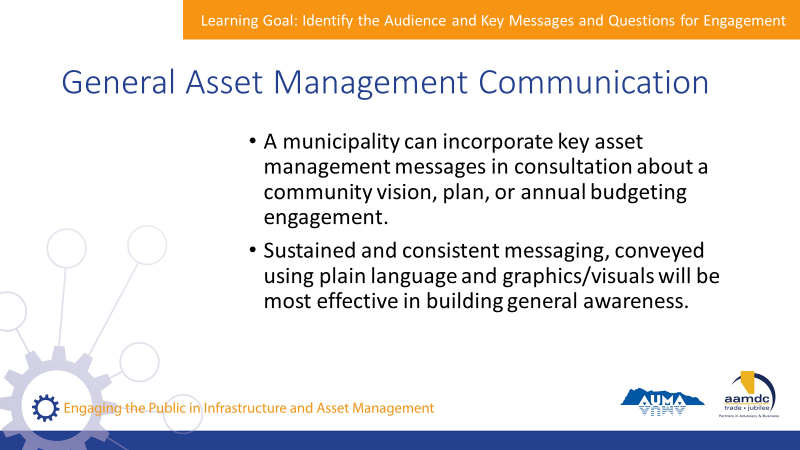 Learning Goal: Identify the Audience and Key Messages and Questions for Engagement
General Asset Management Communication
• A municipality can incorporate key asset
management messages in consultation about a
community vision, plan, or annual budgeting
engagement.
• Sustained and consistent messaging, conveyed
using plain language and graphics/visuals will be
most effective in building general awareness.
Engaging the Public in Infrastructure and Asset Management
AUMA
aamdc
trade • jubilee
Partners in Advocacy & Business